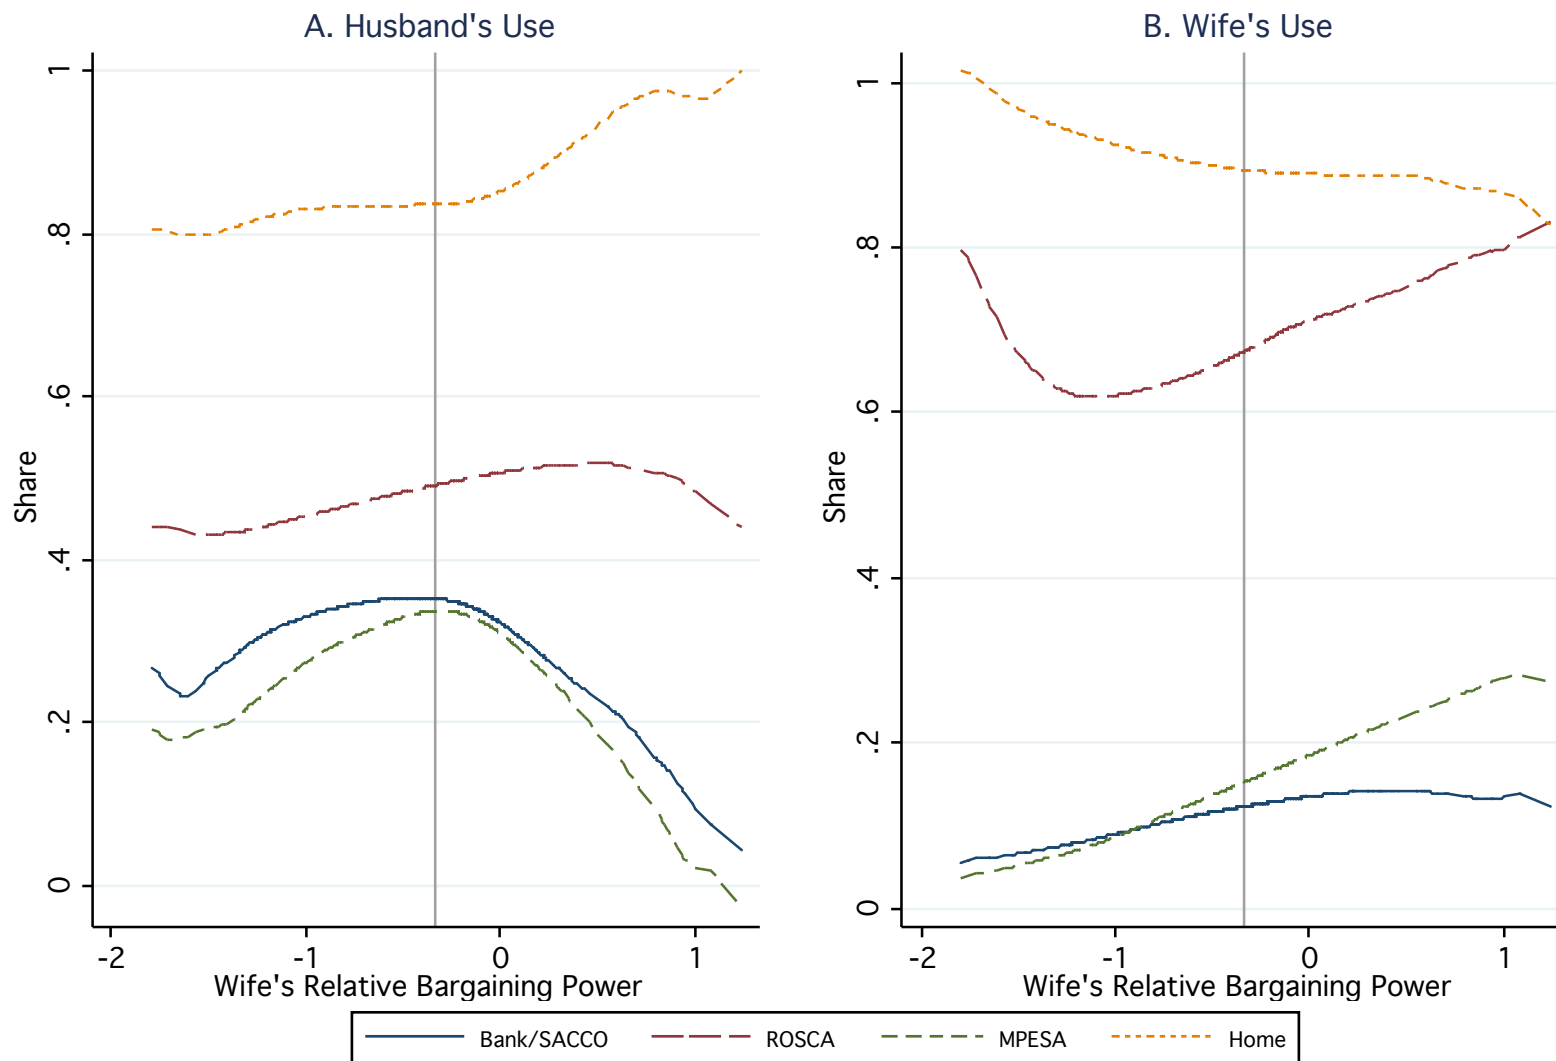 A. Husband's Use
Share
1
.8
.6
.4
.2
0
-2 -1 0 1
Wife's Relative Bargaining Power
B. Wife's Use
Share
1
.8
.6
.4
.2
0
-2 -1 0 1
Wife's Relative Bargaining Power
Bank/SACCO ROSCA MPESA Home